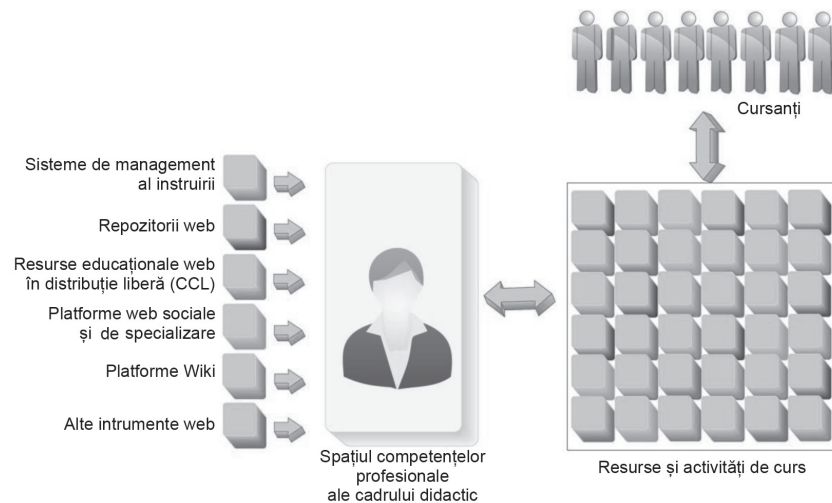 Cursanți
Sisteme de management
al instruirii
Repozitorii web
Resurse educaționale web
în distribuție liberă (CCL)
Platforme web sociale
și de specializare
Platforme Wiki
Alte intrumente web
Spațiul competențelor
profesionale
ale cadrului didactic
Resurse și activități de curs